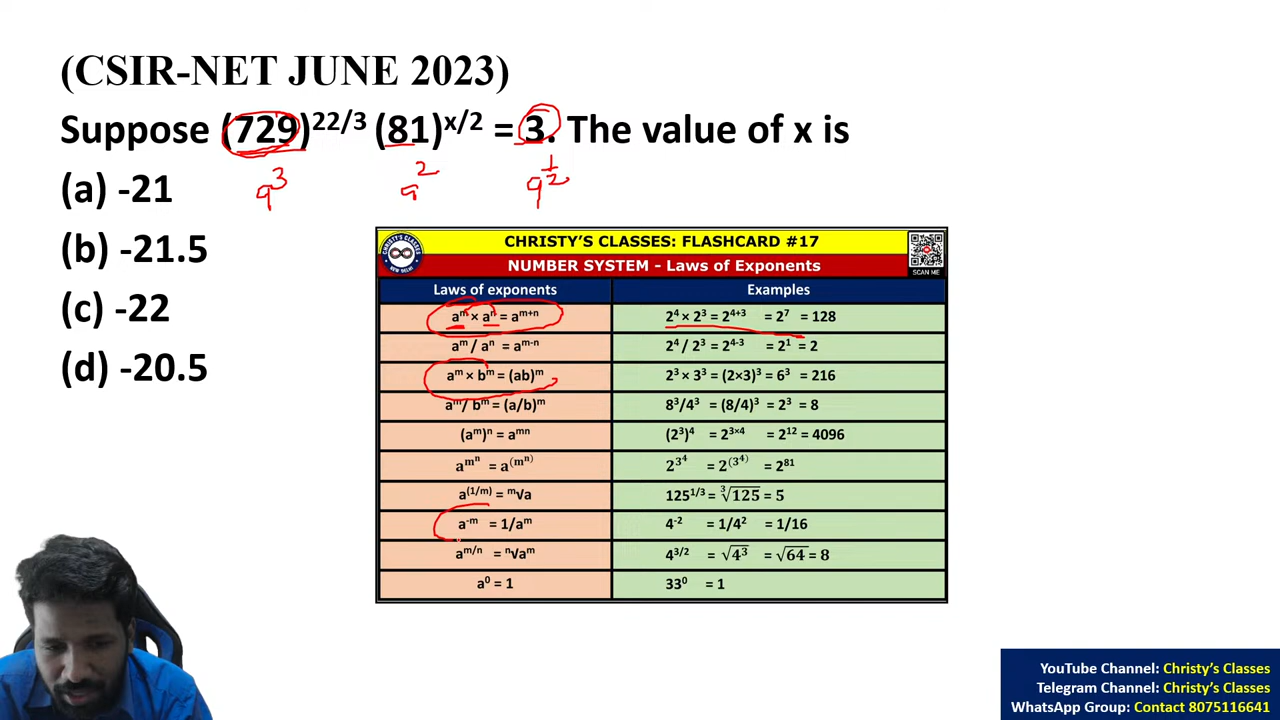 (CSIR-NET JUNE 2023)
Suppose (729)^22/3 (81)^x/2 = 3. The value of x is
9^3 9^2 9^1/2
(a) -21
(b) -21.5
(c) -22
(d) -20.5
CHRISTY'S CLASSES
NEW DELHI
CHRISTY'S CLASSES: FLASHCARD #17
NUMBER SYSTEM - Laws of Exponents
SCAN ME
Laws of exponents Examples
a^m × a^n = a^m+n 2^4 × 2^3 = 2^4+3 = 2^7 = 128
a^m / a^n = a^m-n 2^4 / 2^3 = 2^4-3 = 2^1 = 2
a^m × b^m = (ab)^m 2^3 × 3^3 = (2×3)^3 = 6^3 = 216
a^m / b^m = (a/b)^m 8^3/4^3 = (8/4)^3 = 2^3 = 8
(a^m)^n = a^mn (2^3)^4 = 2^3×4 = 2^12 = 4096
a^m^n = a^(m^n) 2^3^4 = 2^(3^4) = 2^81
a^(1/m) = ^m√a 125^1/3 = ^3√125 = 5
a^-m = 1/a^m 4^-2 = 1/4^2 = 1/16
a^m/n = ^n√a^m 4^3/2 = √4^3 = √64 = 8
a^0 = 1 33^0 = 1
YouTube Channel: Christy's Classes
Telegram Channel: Christy's Classes
WhatsApp Group: Contact 8075116641